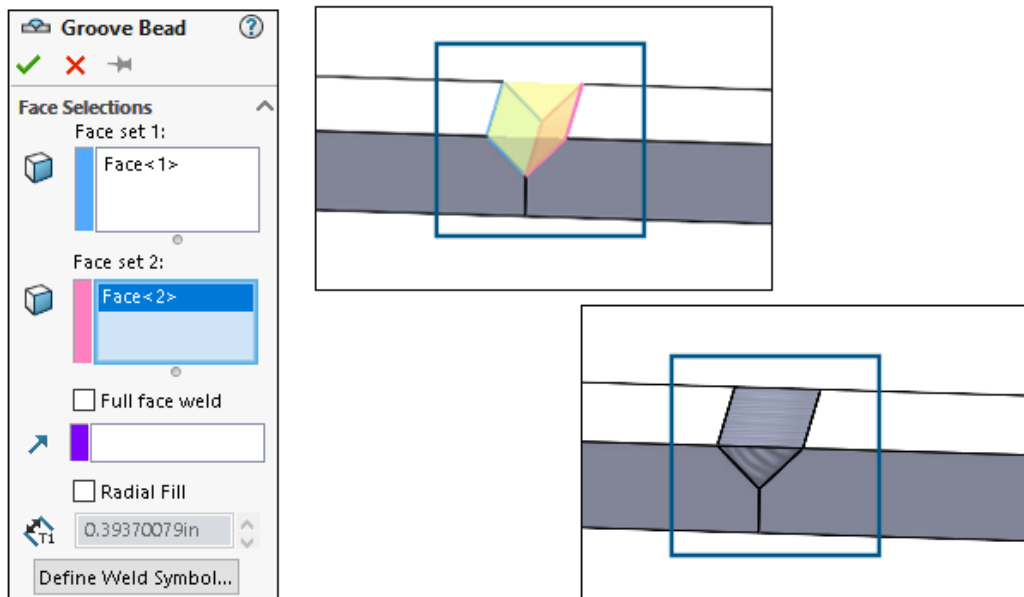 Groove Bead
Face Selections
Face set 1:
Face<1>
Face set 2:
Face<2>
Full face weld
Radial Fill
T1
0.39370079in
Define Weld Symbol...